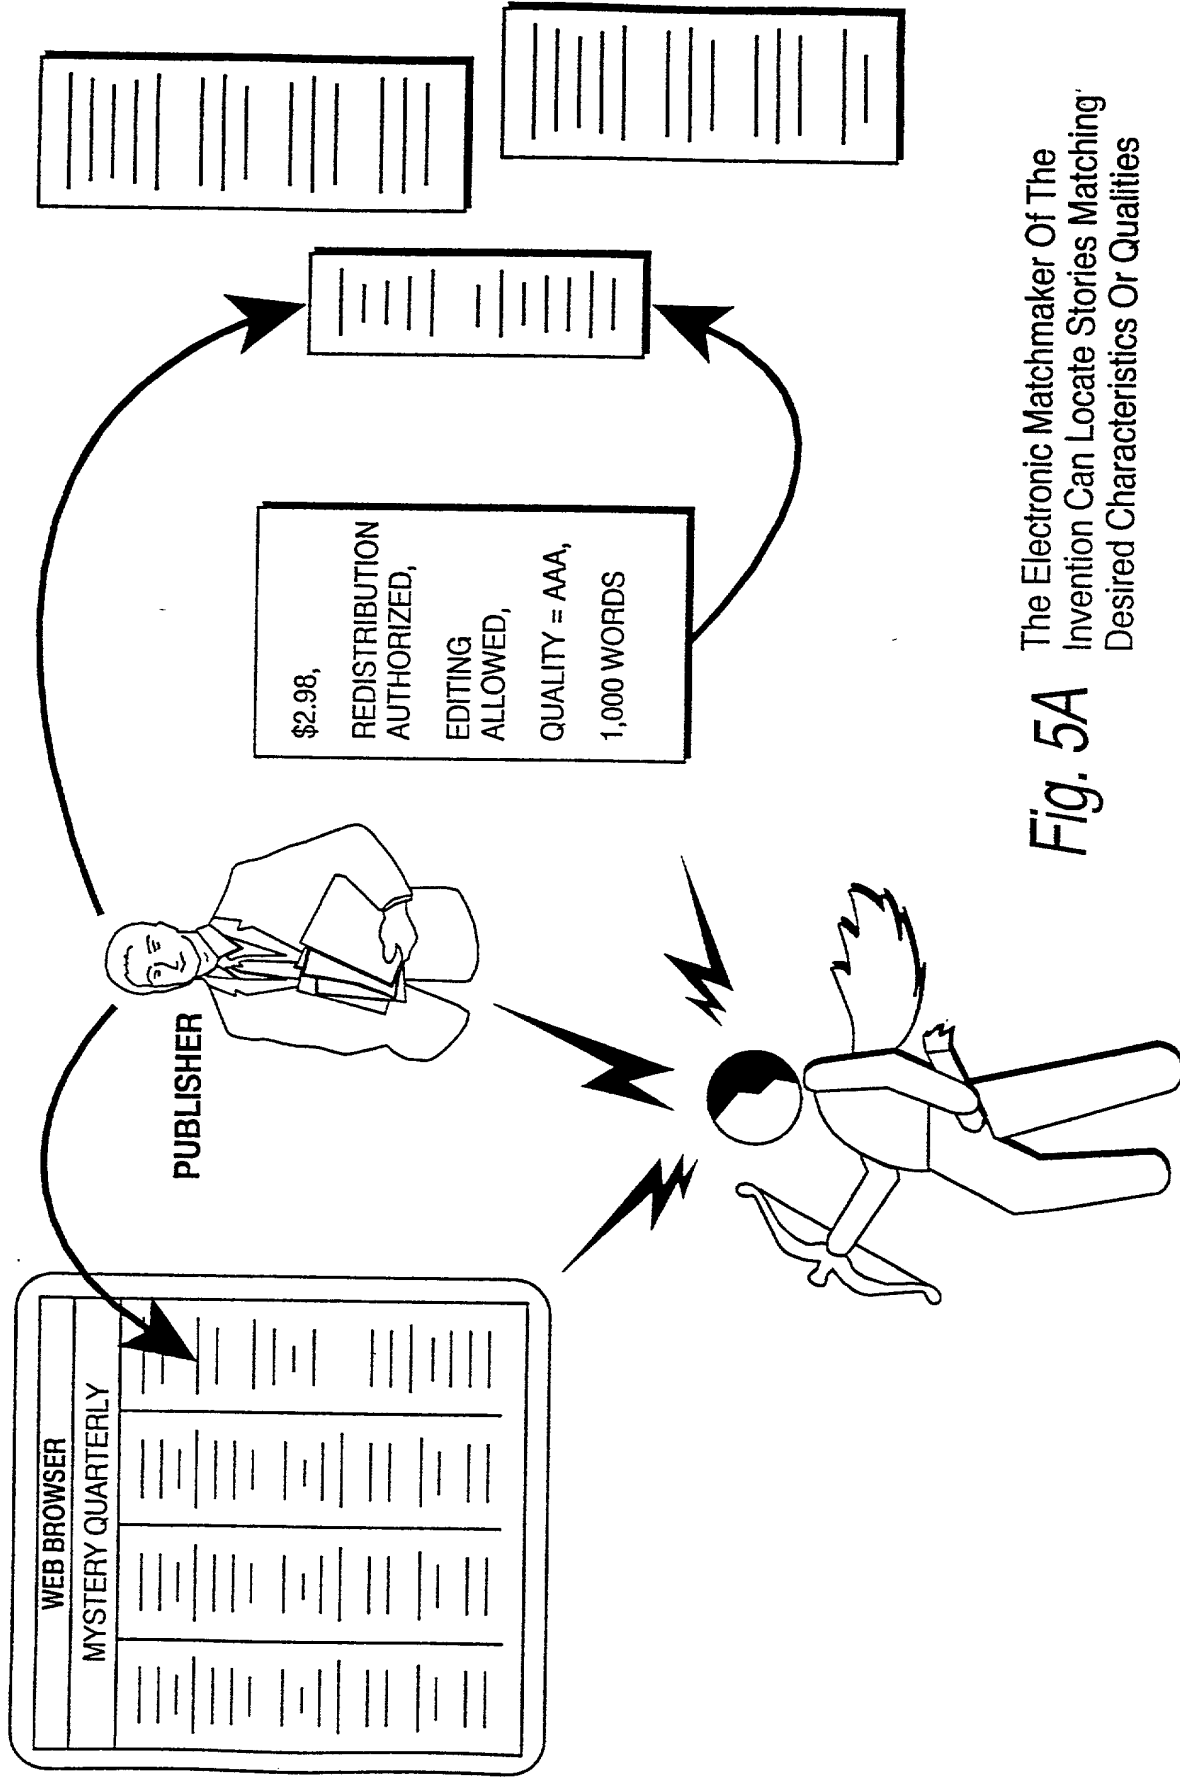 WEB BROWSER
MYSTERY QUARTERLY
PUBLISHER
$2.98,
REDISTRIBUTION
AUTHORIZED,
EDITING
ALLOWED,
QUALITY = AAA,
1,000 WORDS
Fig. 5A
The Electronic Matchmaker Of The
Invention Can Locate Stories Matching
Desired Characteristics Or Qualities